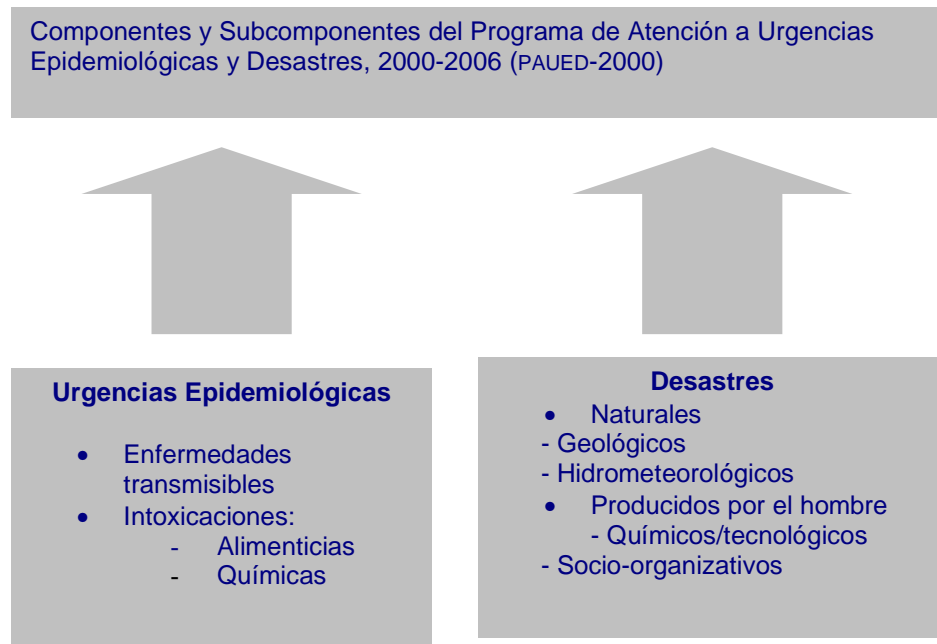 Componentes y Subcomponentes del Programa de Atención a Urgencias
Epidemiológicas y Desastres, 2000-2006 (PAUED-2000)
Urgencias Epidemiológicas
• Enfermedades
transmisibles
• Intoxicaciones:
- Alimenticias
- Químicas
Desastres
• Naturales
- Geológicos
- Hidrometeorológicos
• Producidos por el hombre
- Químicos/tecnológicos
- Socio-organizativos